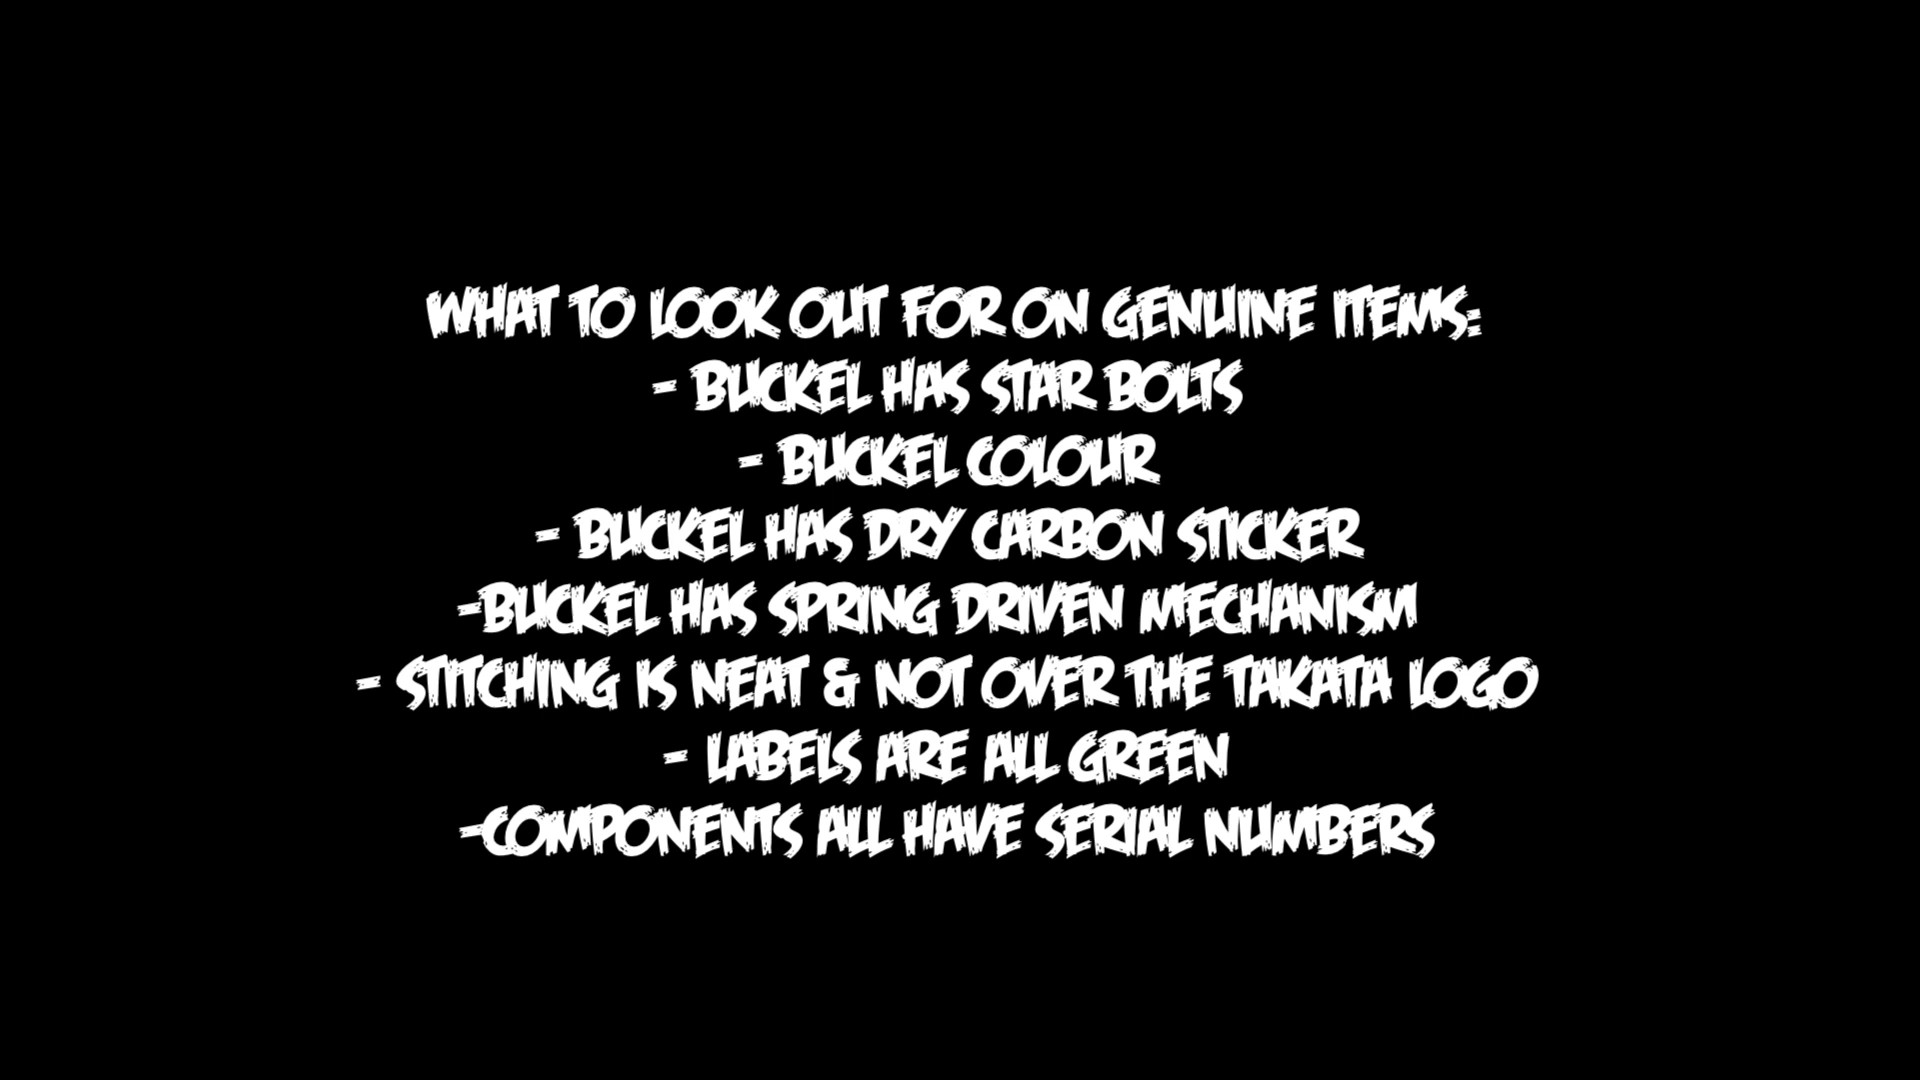 WHAT TO LOOK OUT FOR ON GENUINE ITEMS:
- BUCKEL HAS STAR BOLTS
- BUCKEL COLOUR
- BUCKEL HAS DRY CARBON STICKER
-BUCKEL HAS SPRING DRIVEN MECHANISM
- STITCHING IS NEAT & NOT OVER THE TAKATA LOGO
- LABELS ARE ALL GREEN
-COMPONENTS ALL HAVE SERIAL NUMBERS